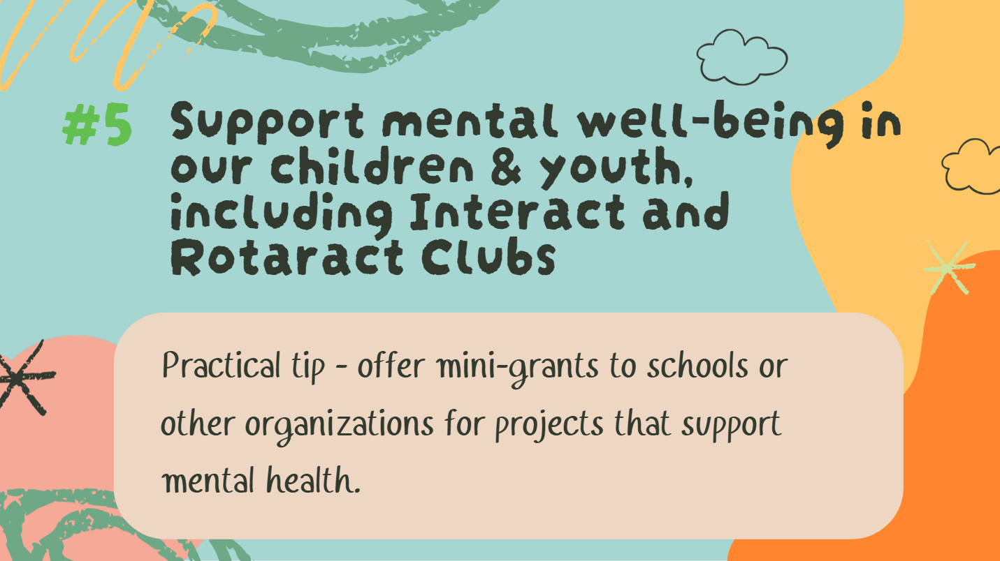 #5 Support mental well-being in
our children & youth,
including Interact and
Rotaract Clubs
Practical tip - offer mini-grants to schools or
other organizations for projects that support
mental health.